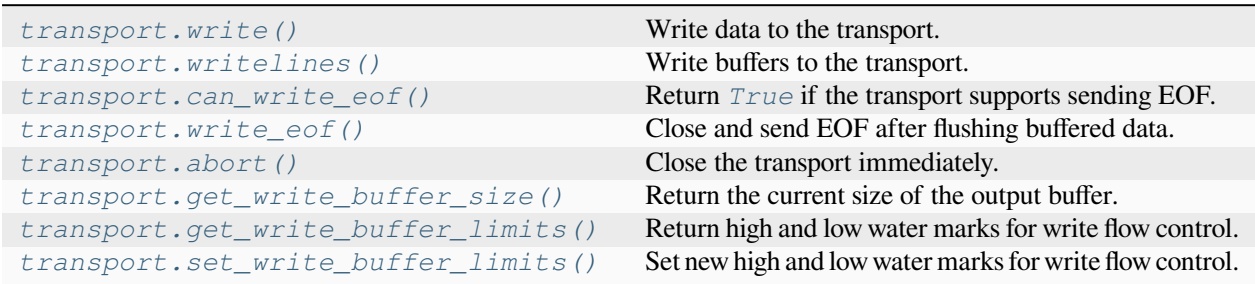 transport.write() Write data to the transport.
transport.writelines() Write buffers to the transport.
transport.can_write_eof() Return True if the transport supports sending EOF.
transport.write_eof() Close and send EOF after flushing buffered data.
transport.abort() Close the transport immediately.
transport.get_write_buffer_size() Return the current size of the output buffer.
transport.get_write_buffer_limits() Return high and low water marks for write flow control.
transport.set_write_buffer_limits() Set new high and low water marks for write flow control.